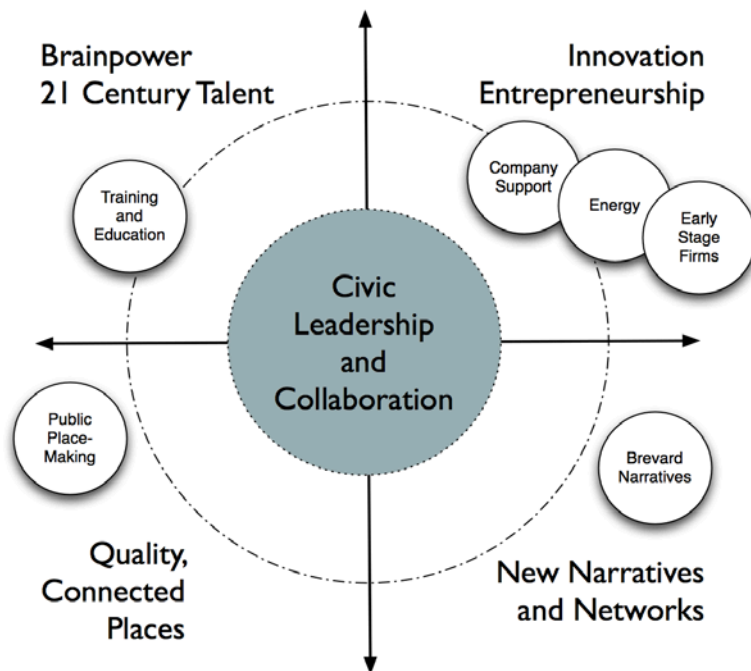 Brainpower
21 Century Talent
Innovation
Entrepreneurship
Training
and
Education
Company
Support
Energy
Early
Stage
Firms
Civic
Leadership
and
Collaboration
Public
Place-
Making
Brevard
Narratives
Quality,
Connected
Places
New Narratives
and Networks